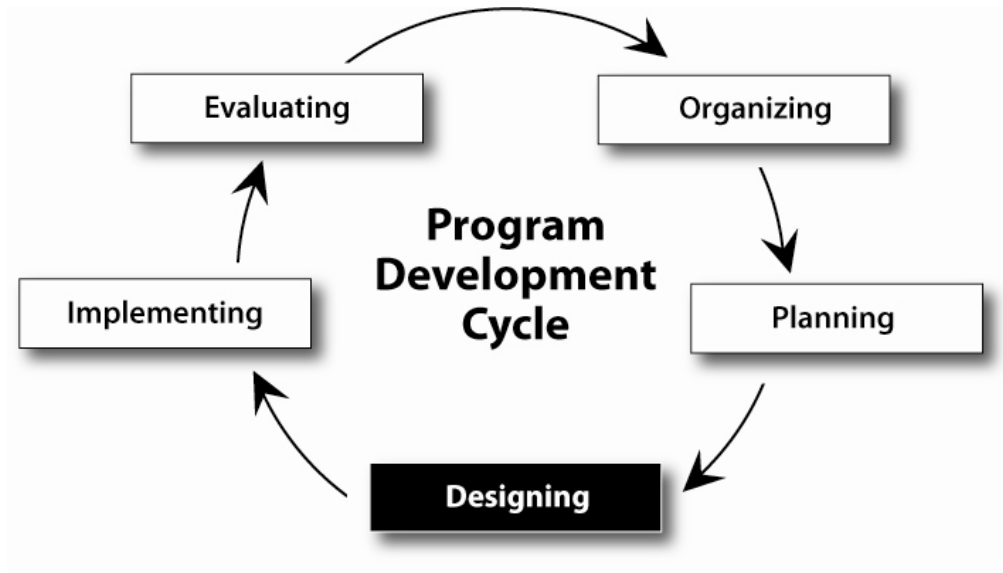 Evaluating
Organizing
Program
Development
Cycle
Implementing
Planning
Designing